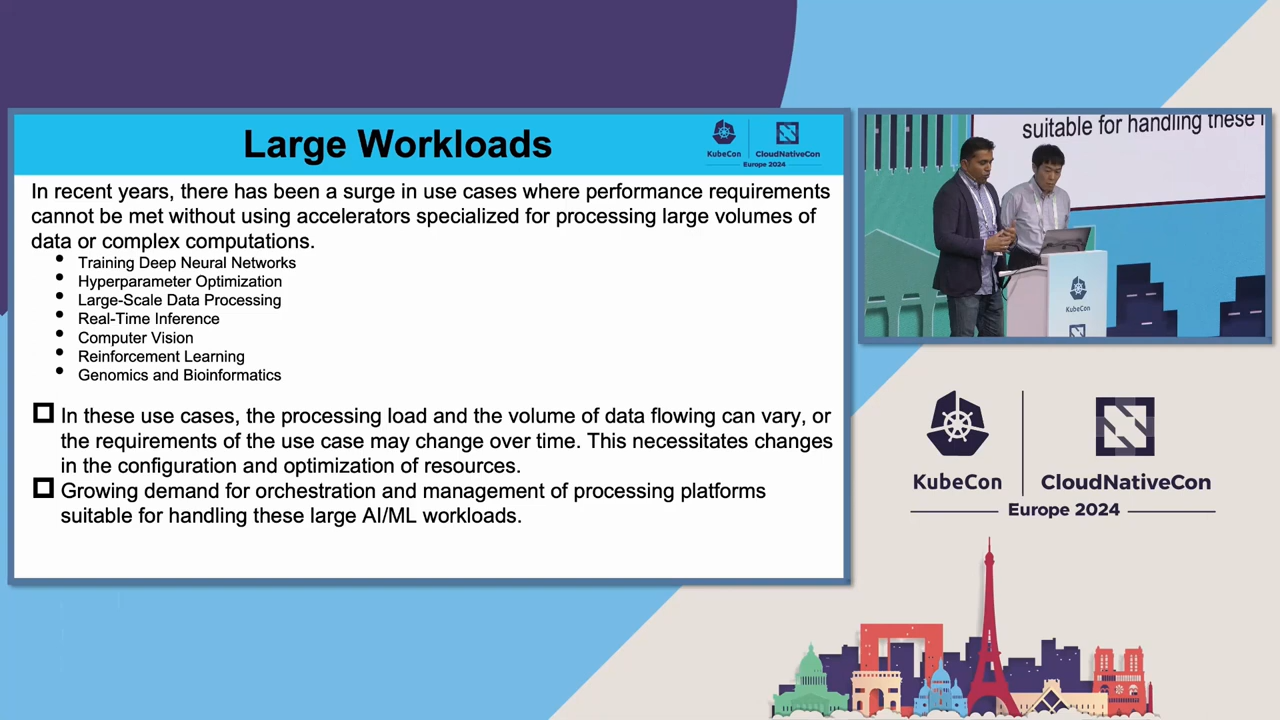 Large Workloads
KubeCon
CloudNativeCon
Europe 2024
In recent years, there has been a surge in use cases where performance requirements
cannot be met without using accelerators specialized for processing large volumes of
data or complex computations.
• Training Deep Neural Networks
• Hyperparameter Optimization
• Large-Scale Data Processing
• Real-Time Inference
• Computer Vision
• Reinforcement Learning
• Genomics and Bioinformatics
In these use cases, the processing load and the volume of data flowing can vary, or
the requirements of the use case may change over time. This necessitates changes
in the configuration and optimization of resources.
Growing demand for orchestration and management of processing platforms
suitable for handling these large AI/ML workloads.
suitable for handling these l
KubeCon
KubeCon
CloudNativeCon
Europe 2024